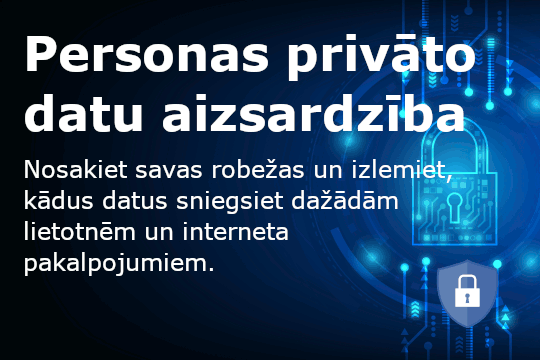 Personas privāto
datu aizsardzība
Nosakiet savas robežas un izlemiet,
kādus datus sniegsiet dažādām
lietotnēm un interneta
pakalpojumiem.